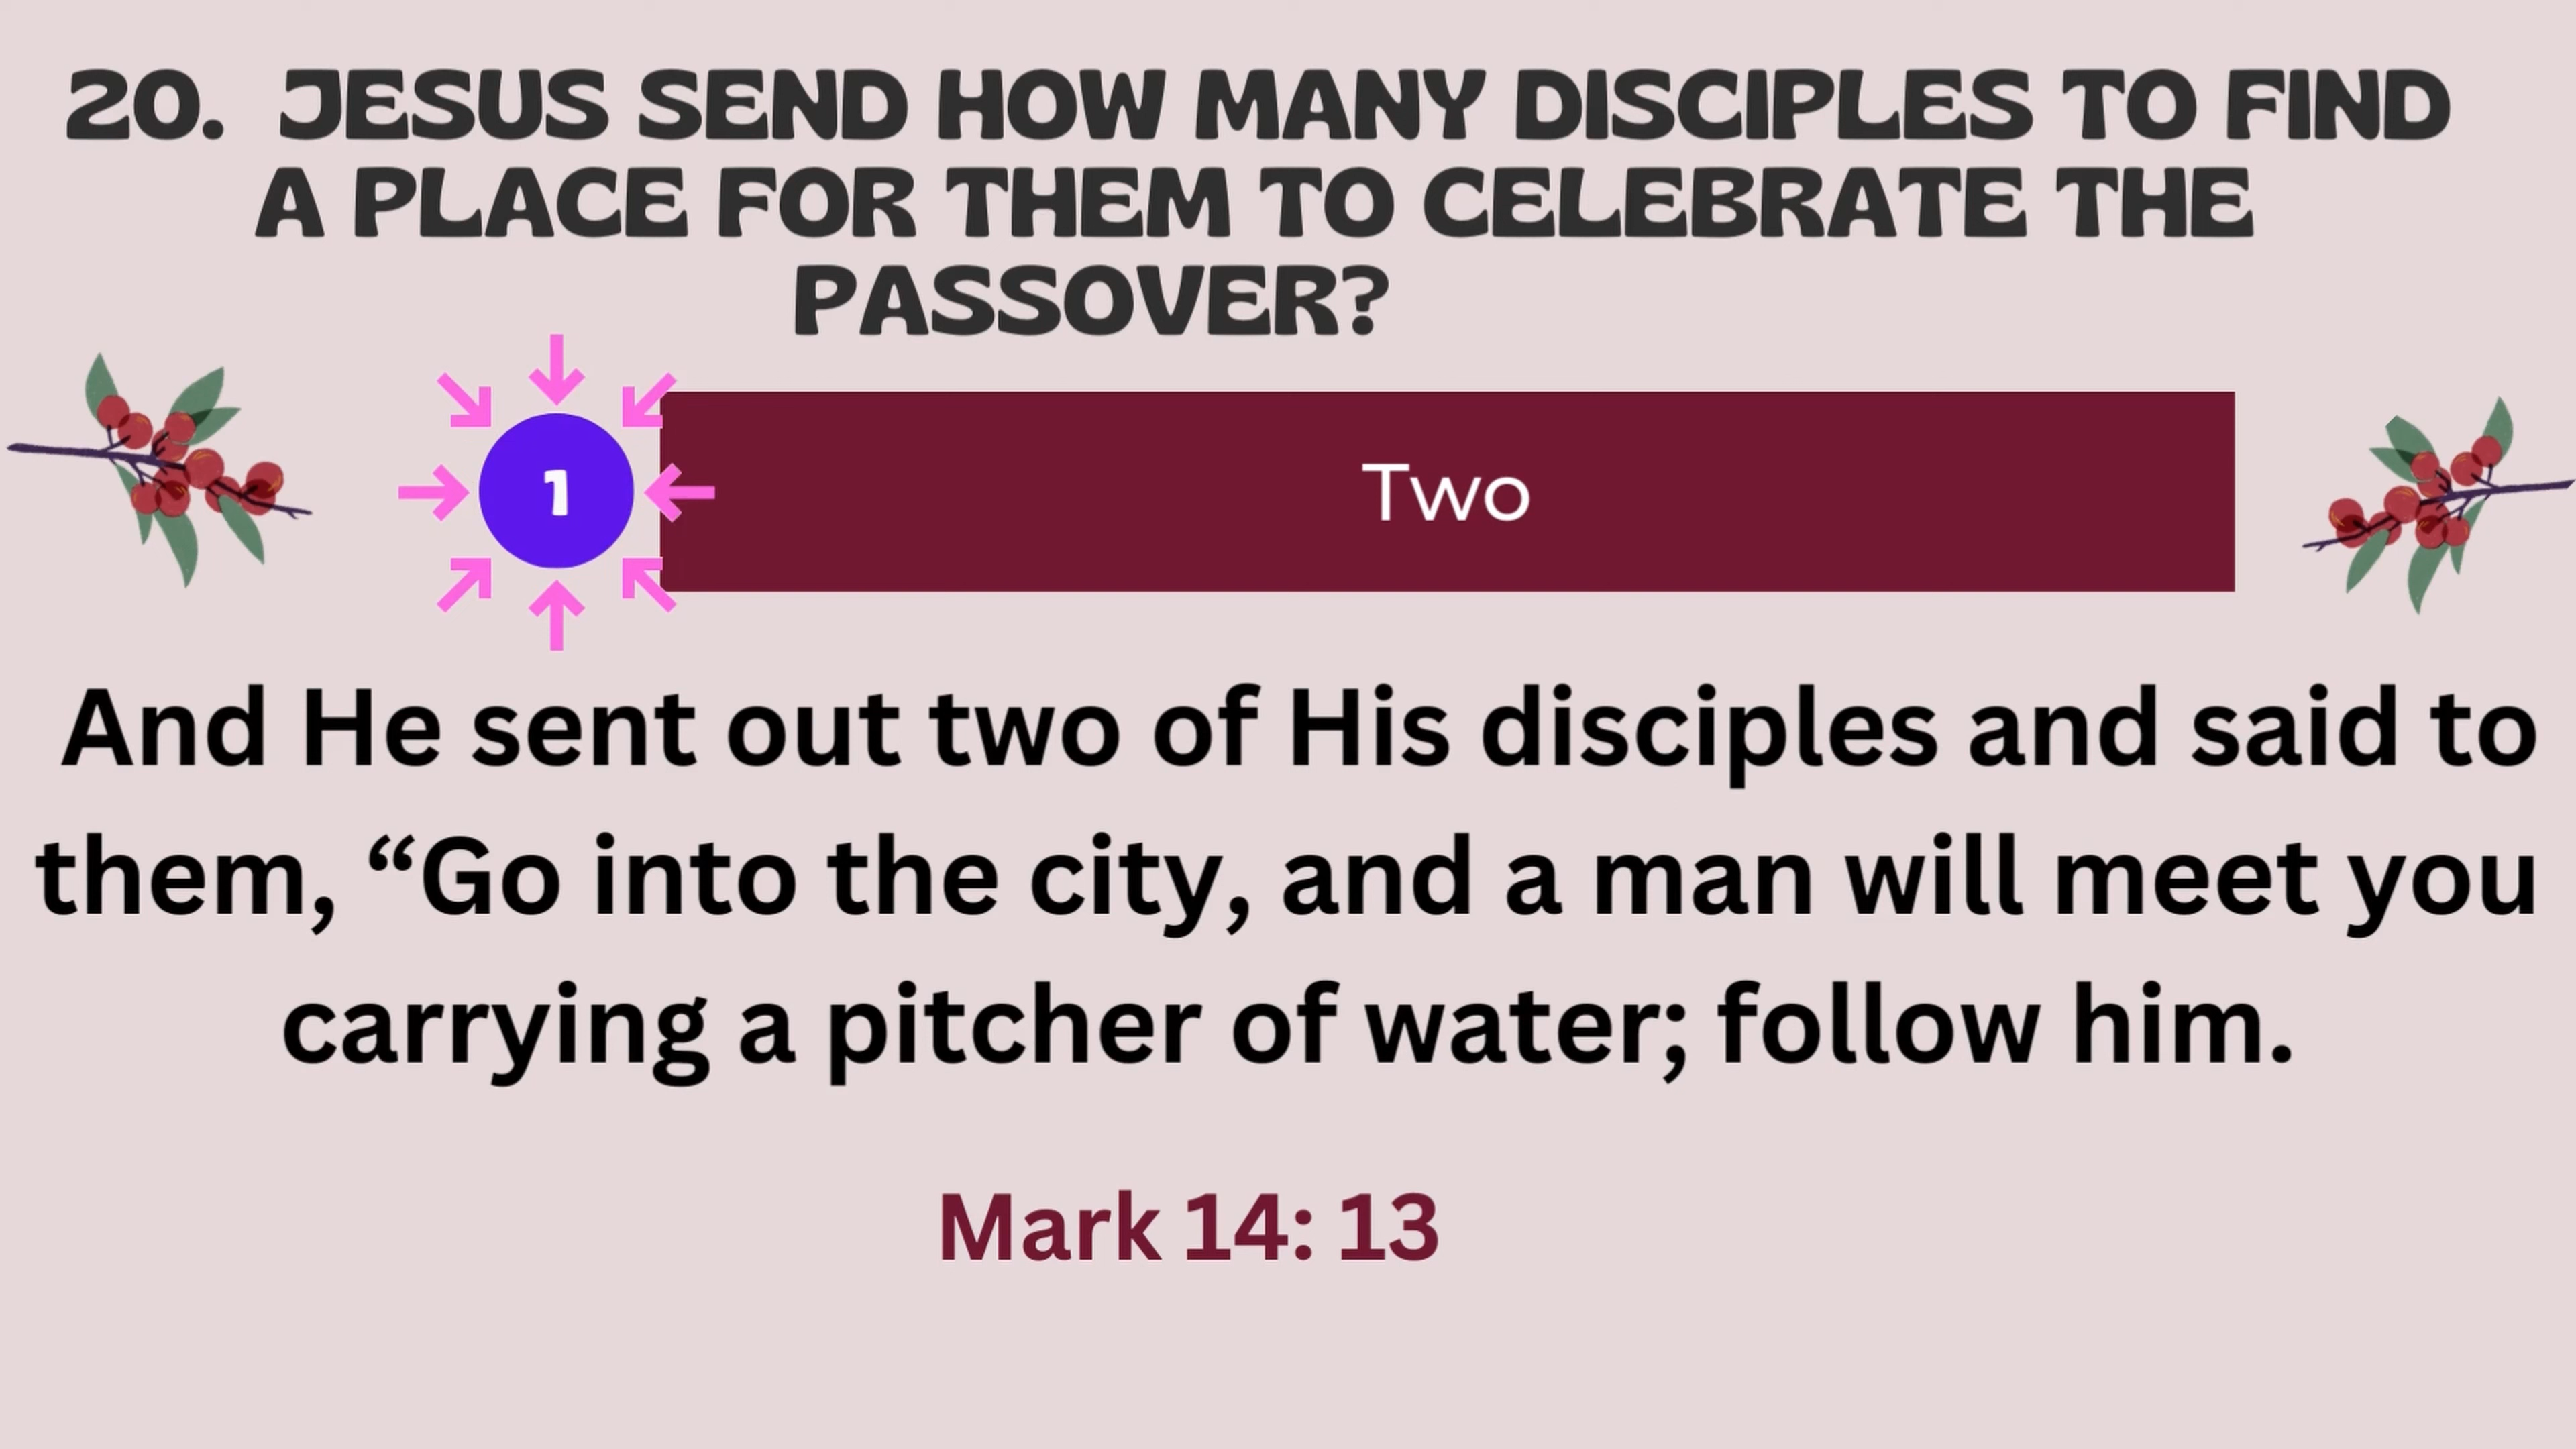 20. JESUS SEND HOW MANY DISCIPLES TO FIND
A PLACE FOR THEM TO CELEBRATE THE
PASSOVER?
1
Two
And He sent out two of His disciples and said to
them, “Go into the city, and a man will meet you
carrying a pitcher of water; follow him.
Mark 14: 13